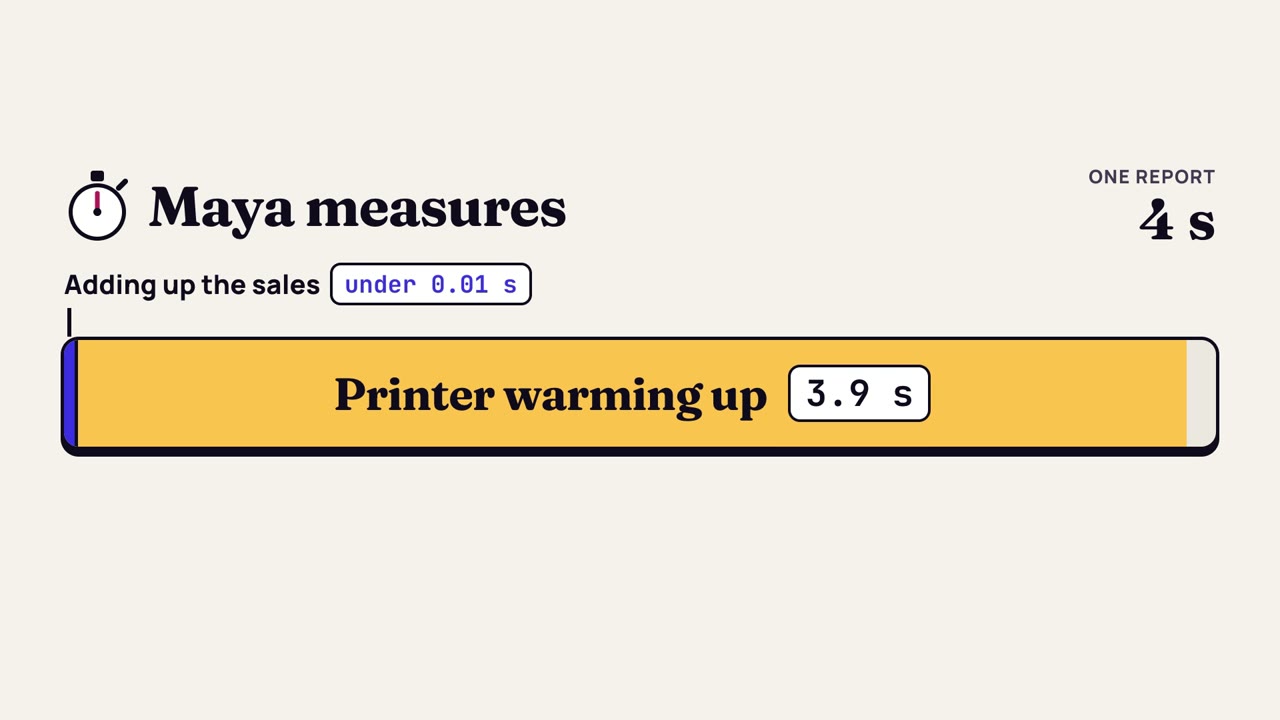 Maya measures
ONE REPORT
4 s
Adding up the sales
under 0.01 s
Printer warming up
3.9 s